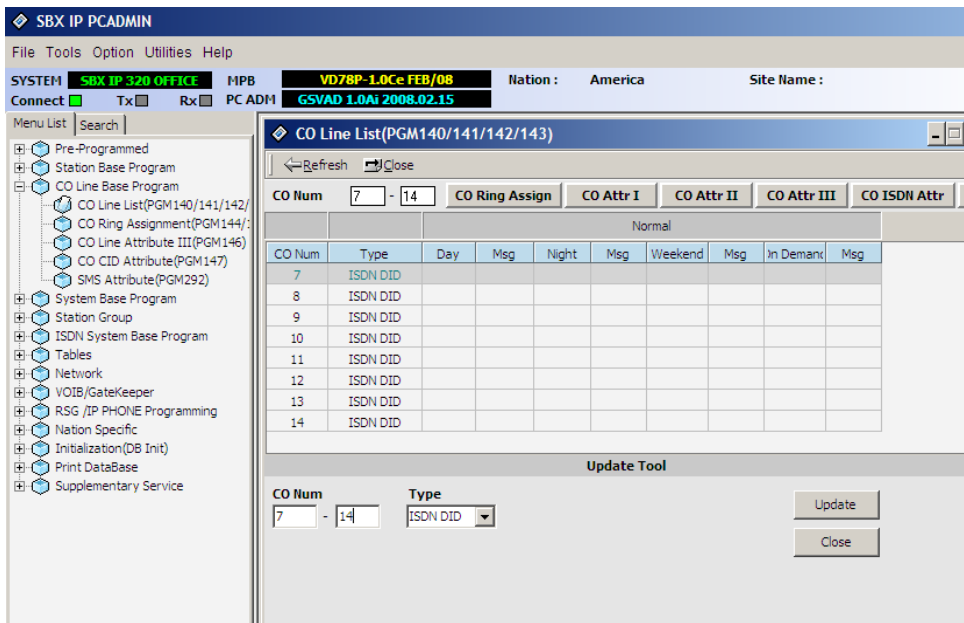 SBX IP PCADMIN
File Tools Option Utilities Help
SYSTEM SBX IP 320 OFFICE MPB VD78P-1.0Ce FEB/08 Nation : America Site Name :
Connect Tx Rx PC ADM GSVAD 1.0Ai 2008.02.15
Menu List Search
Pre-Programmed
Station Base Program
CO Line Base Program
CO Line List(PGM140/141/142/
CO Ring Assignment(PGM144/:
CO Line Attribute III(PGM146)
CO CID Attribute(PGM147)
SMS Attribute(PGM292)
System Base Program
Station Group
ISDN System Base Program
Tables
Network
VOIB/GateKeeper
RSG /IP PHONE Programming
Nation Specific
Initialization(DB Init)
Print DataBase
Supplementary Service
CO Line List(PGM140/141/142/143)
Refresh Close
CO Num 7 - 14 CO Ring Assign CO Attr I CO Attr II CO Attr III CO ISDN Attr
Normal
CO Num Type Day Msg Night Msg Weekend Msg )n Demanc Msg
7 ISDN DID
8 ISDN DID
9 ISDN DID
10 ISDN DID
11 ISDN DID
12 ISDN DID
13 ISDN DID
14 ISDN DID
Update Tool
CO Num Type
7 - 14 ISDN DID
Update
Close